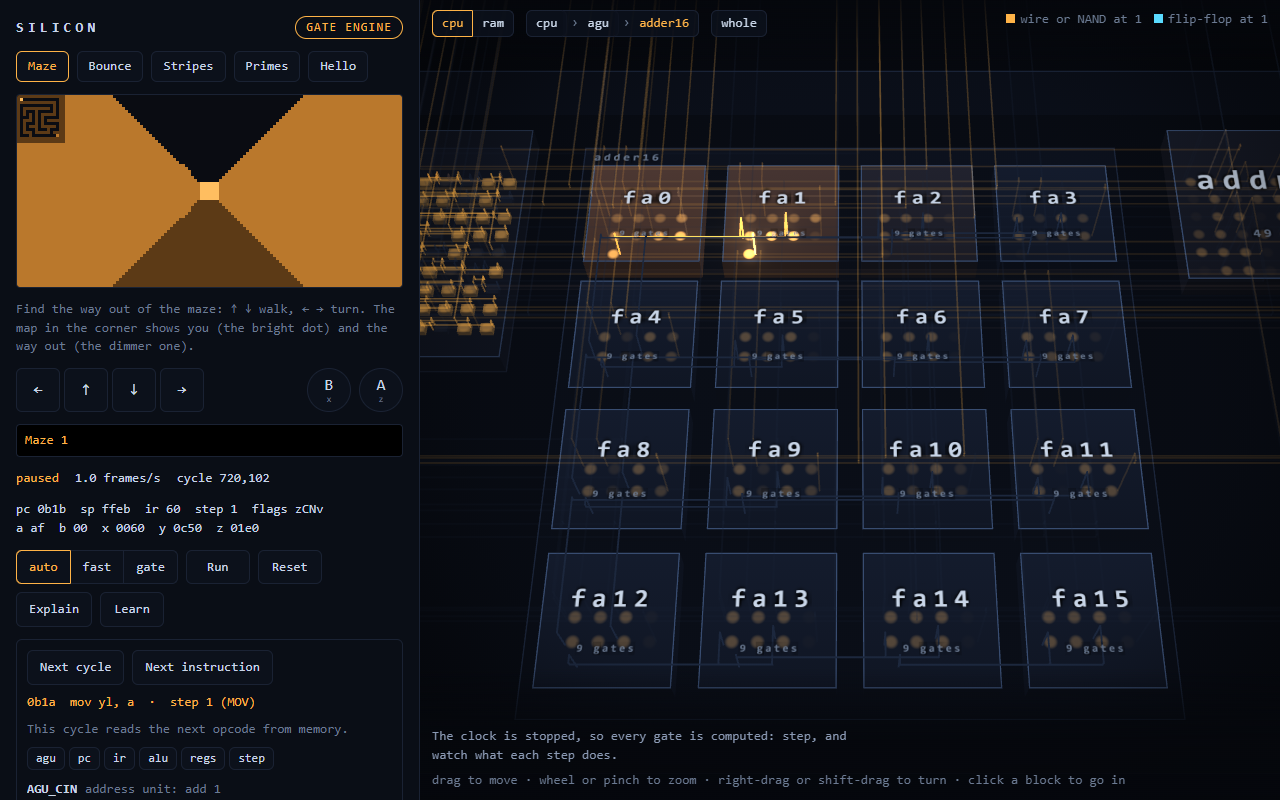 SILICON
GATE ENGINE
Maze
Bounce
Stripes
Primes
Hello
Find the way out of the maze: ↑ ↓ walk, ← → turn. The
map in the corner shows you (the bright dot) and the
way out (the dimmer one).
← ↑ ↓ →
B
x
A
z
Maze 1
paused 1.0 frames/s cycle 720,102
pc 0b1b sp ffeb ir 60 step 1 flags zCNv
a af b 00 x 0060 y 0c50 z 01e0
auto fast gate
Run
Reset
Explain
Learn
Next cycle
Next instruction
0b1a mov yl, a · step 1 (MOV)
This cycle reads the next opcode from memory.
agu pc ir alu regs step
AGU_CIN address unit: add 1
cpu ram
cpu › agu › adder16
whole
wire or NAND at 1
flip-flop at 1
adder16
fa0 fa1 fa2 fa3
fa4 fa5 fa6 fa7
9 gates 9 gates 9 gates 9 gates
fa8 fa9 fa10 fa11
9 gates 9 gates 9 gates 9 gates
fa12 fa13 fa14 fa15
9 gates 9 gates 9 gates 9 gates
49
The clock is stopped, so every gate is computed: step, and
watch what each step does.
drag to move · wheel or pinch to zoom · right-drag or shift-drag to turn · click a block to go in